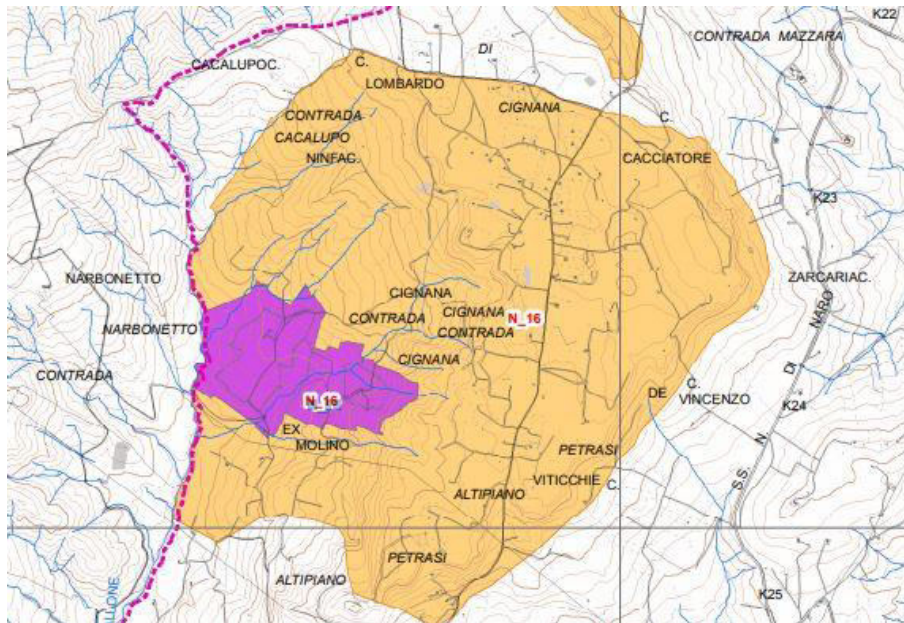 K22
CONTRADA MAZZARA
DI
CACALUPOC.
C.
LOMBARDO
CIGNANA
CONTRADA
CACALUPO
NINFAC.
C.
CACCIATORE
K23
NARBONETTO
ZARCARIAC.
CIGNANA
CONTRADA
CIGNANA
CONTRADA
N_16
NARBONETTO
CIGNANA
CONTRADA
N_16
EX
MOLINO
DE
C.
VINCENZO
K24
S.S. N. DI NARO
PETRASI
VITICCHIE
C.
ALTIPIANO
PETRASI
ALTIPIANO
K25
LLONE